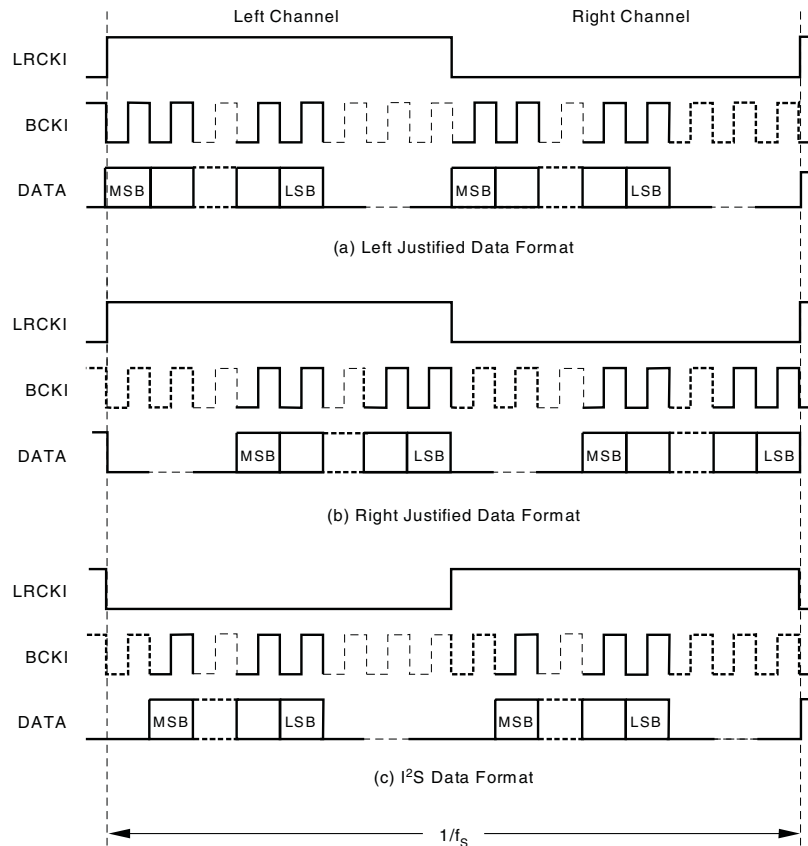 Left Channel Right Channel
LRCKI
BCKI
DATA MSB LSB MSB LSB
(a) Left Justified Data Format
LRCKI
BCKI
DATA MSB LSB MSB LSB
(b) Right Justified Data Format
LRCKI
BCKI
DATA MSB LSB MSB LSB
(c) I²S Data Format
1/fₛ